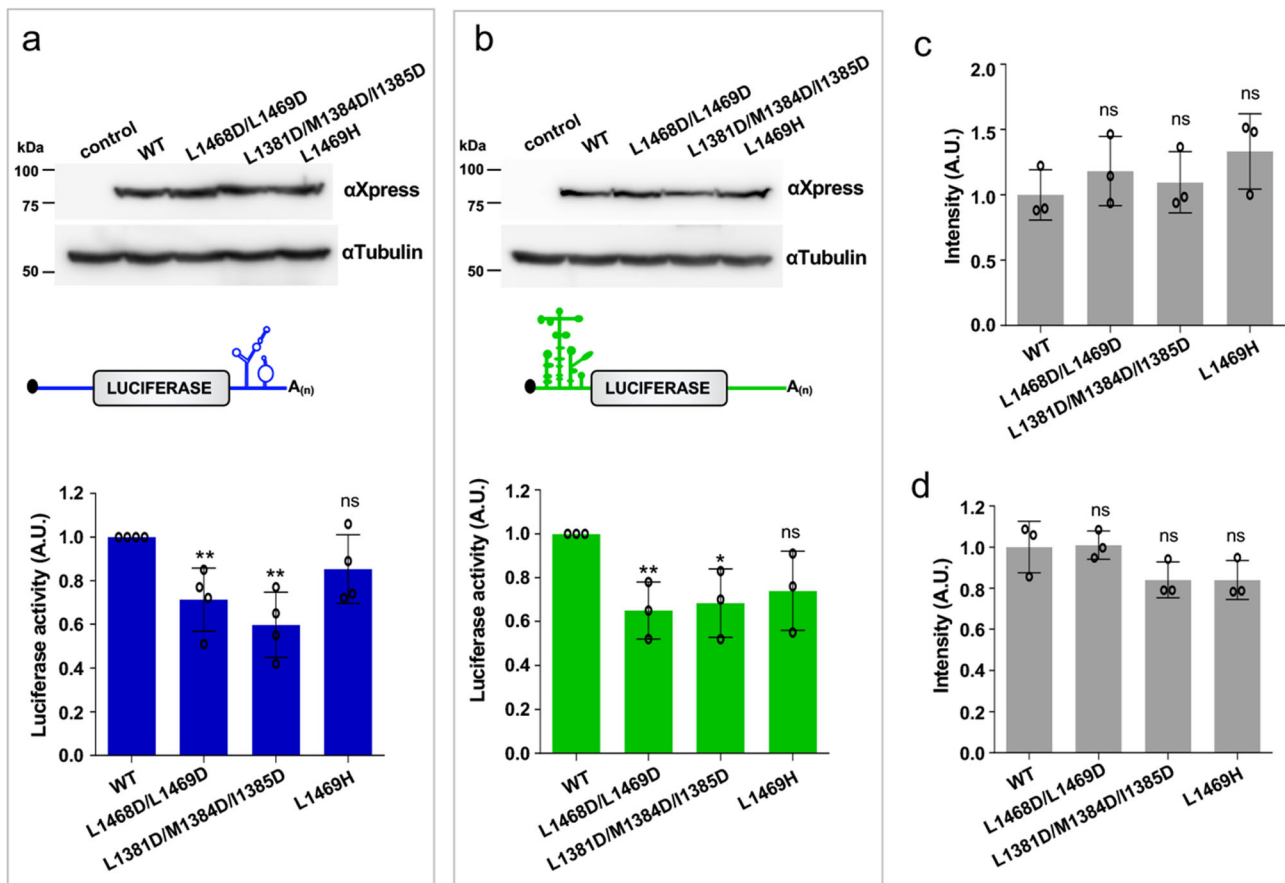 a
kDa
control
WT
L1468D/L1469D
L1381D/M1384D/I1385D
L1469H
100
75
αXpress
50
αTubulin
LUCIFERASE
A(n)
Luciferase activity (A.U.)
1.2
1.0
0.8
0.6
0.4
0.2
0.0
**
**
ns
WT
L1468D/L1469D
L1381D/M1384D/I1385D
L1469H
b
kDa
control
WT
L1468D/L1469D
L1381D/M1384D/I1385D
L1469H
100
75
αXpress
50
αTubulin
LUCIFERASE
A(n)
Luciferase activity (A.U.)
1.2
1.0
0.8
0.6
0.4
0.2
0.0
**
*
ns
WT
L1468D/L1469D
L1381D/M1384D/I1385D
L1469H
c
Intensity (A.U.)
2.0
1.5
1.0
0.5
0.0
ns
ns
ns
WT
L1468D/L1469D
L1381D/M1384D/I1385D
L1469H
d
Intensity (A.U.)
1.2
1.0
0.8
0.6
0.4
0.2
0.0
ns
ns
ns
WT
L1468D/L1469D
L1381D/M1384D/I1385D
L1469H